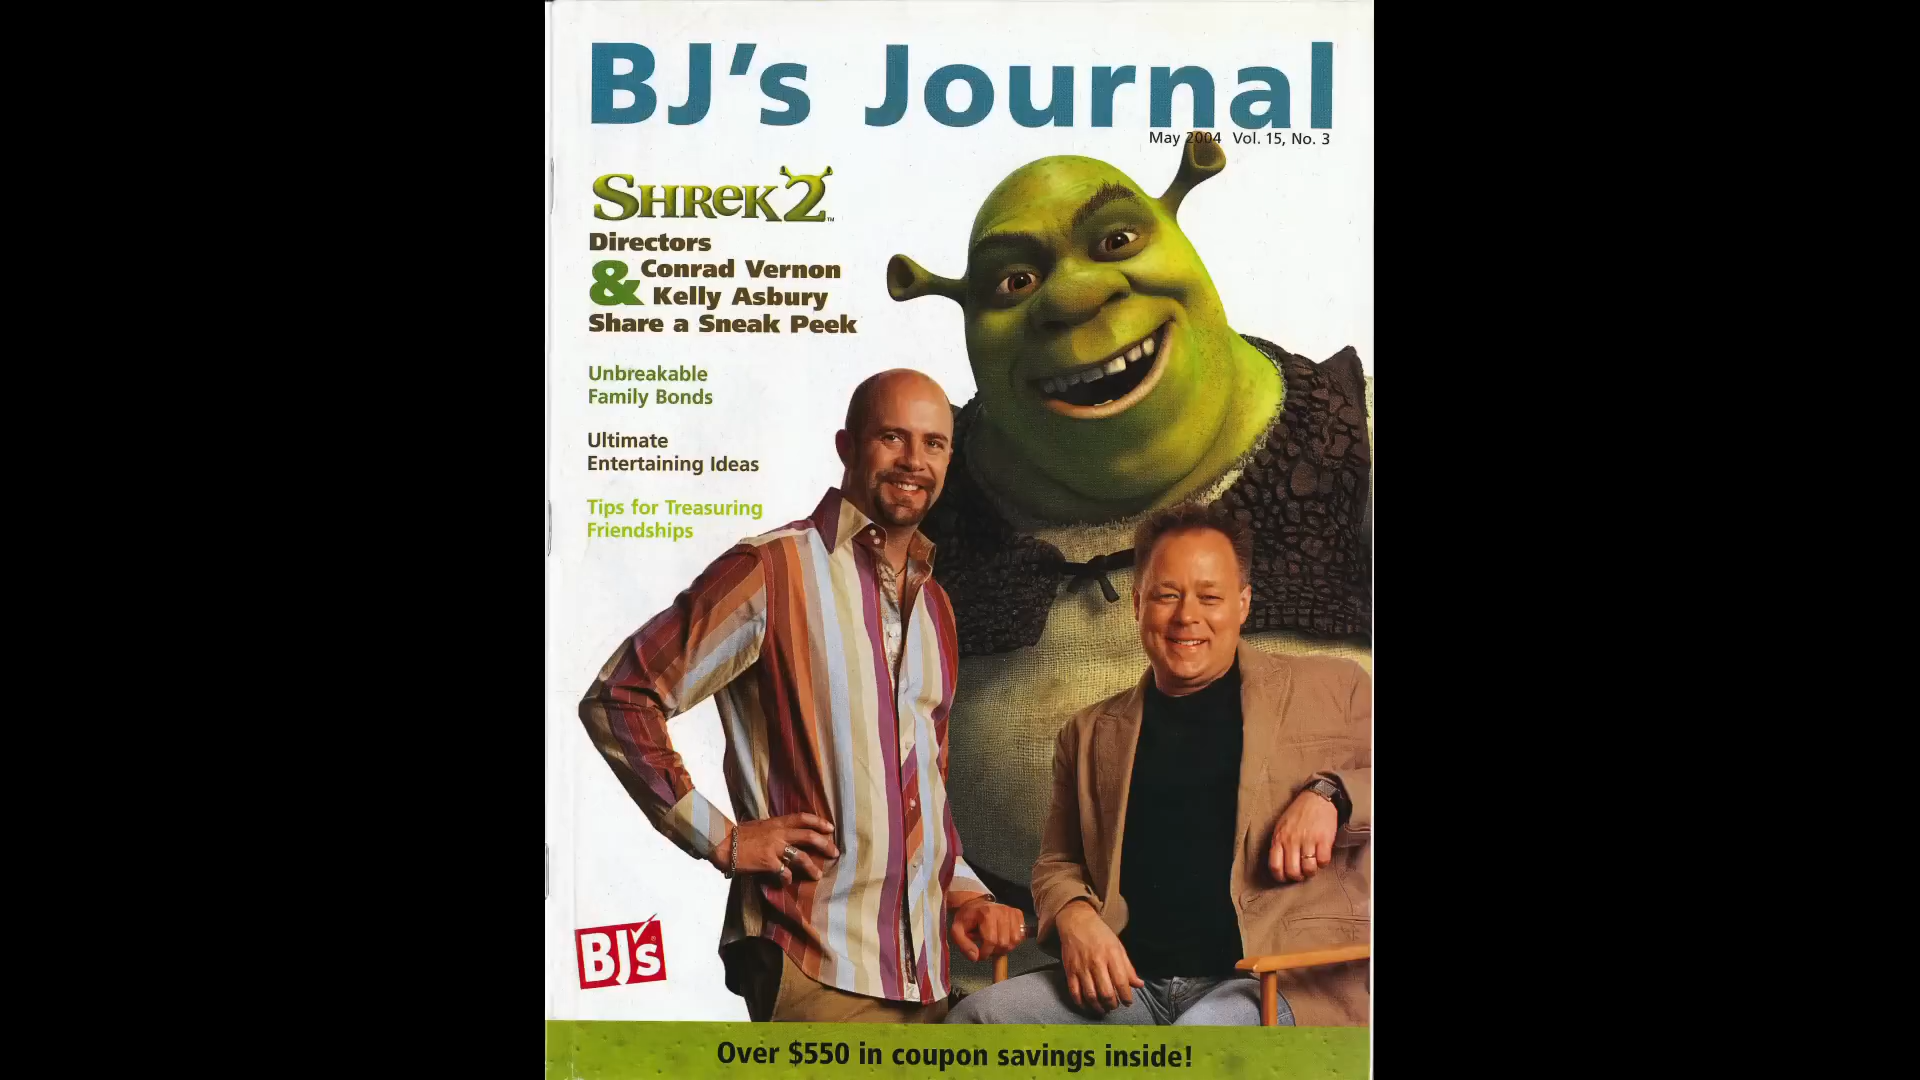 BJ's Journal
May 2004 Vol. 15, No. 3
SHREK 2™
Directors
Conrad Vernon
& Kelly Asbury
Share a Sneak Peek
Unbreakable
Family Bonds
Ultimate
Entertaining Ideas
Tips for Treasuring
Friendships
BJ's®
Over $550 in coupon savings inside!